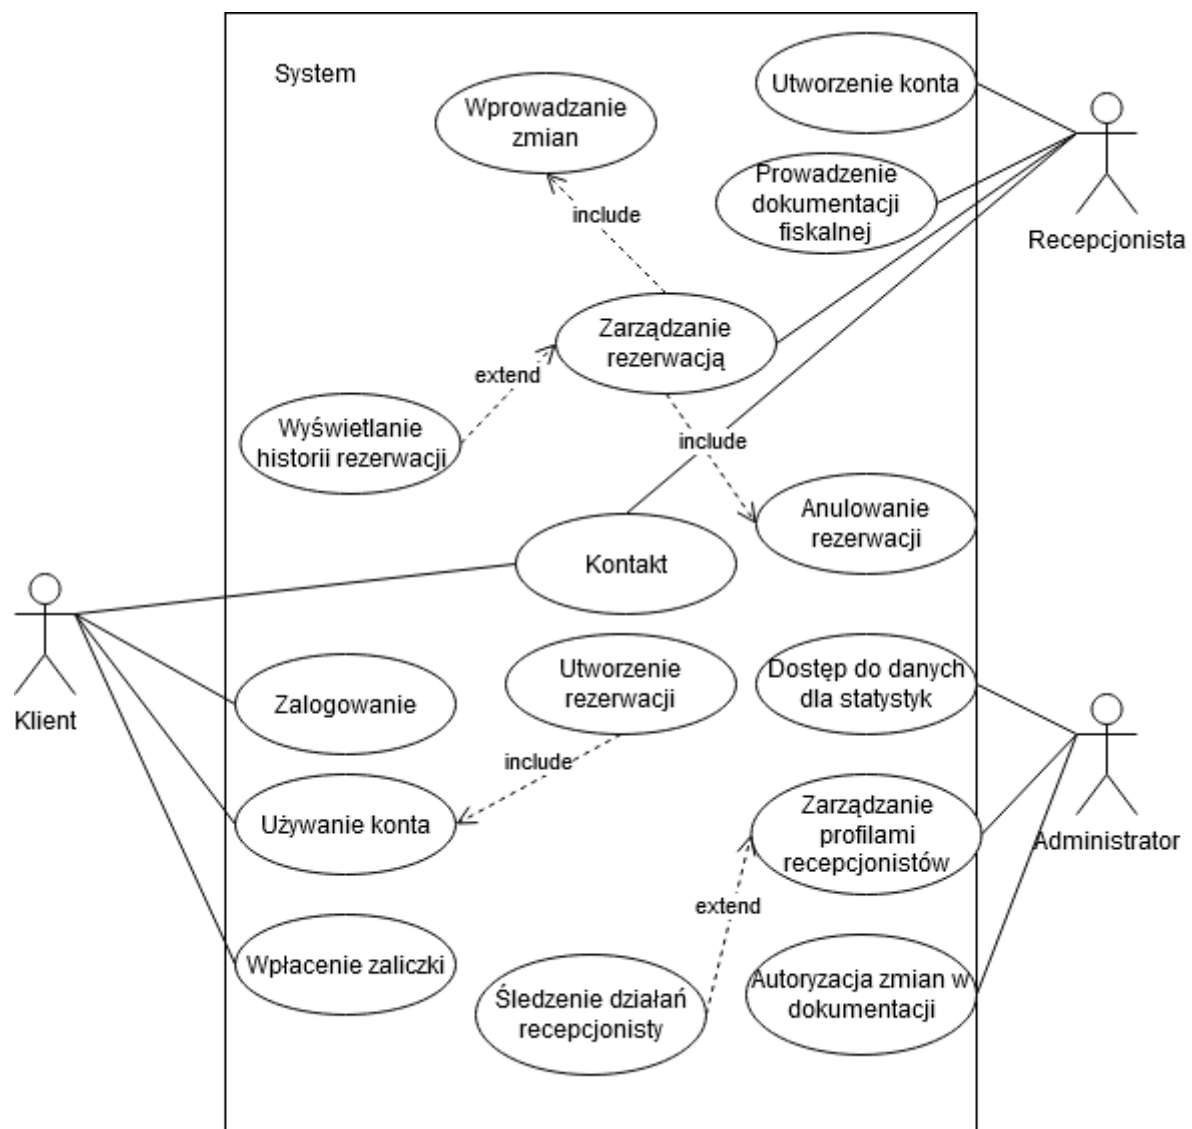 System
Utworzenie konta
Wprowadzanie
zmian
Prowadzenie
dokumentacji
fiskalnej
include
Recepcjonista
Zarządzanie
rezerwacją
extend
Wyświetlanie
historii rezerwacji
include
Anulowanie
rezerwacji
Kontakt
Klient
Zalogowanie
Utworzenie
rezerwacji
Dostęp do danych
dla statystyk
include
Używanie konta
Zarządzanie
profilami
recepcjonistów
Administrator
extend
Wpłacenie zaliczki
Śledzenie działań
recepcjonisty
Autoryzacja zmian w
dokumentacji